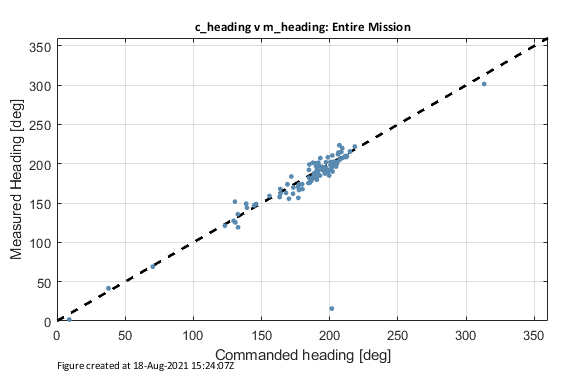 c_heading v m_heading: Entire Mission
350
300
250
200
150
100
50
0
Measured Heading [deg]
0 50 100 150 200 250 300 350
Commanded heading [deg]
Figure created at 18-Aug-2021 15:24:07Z